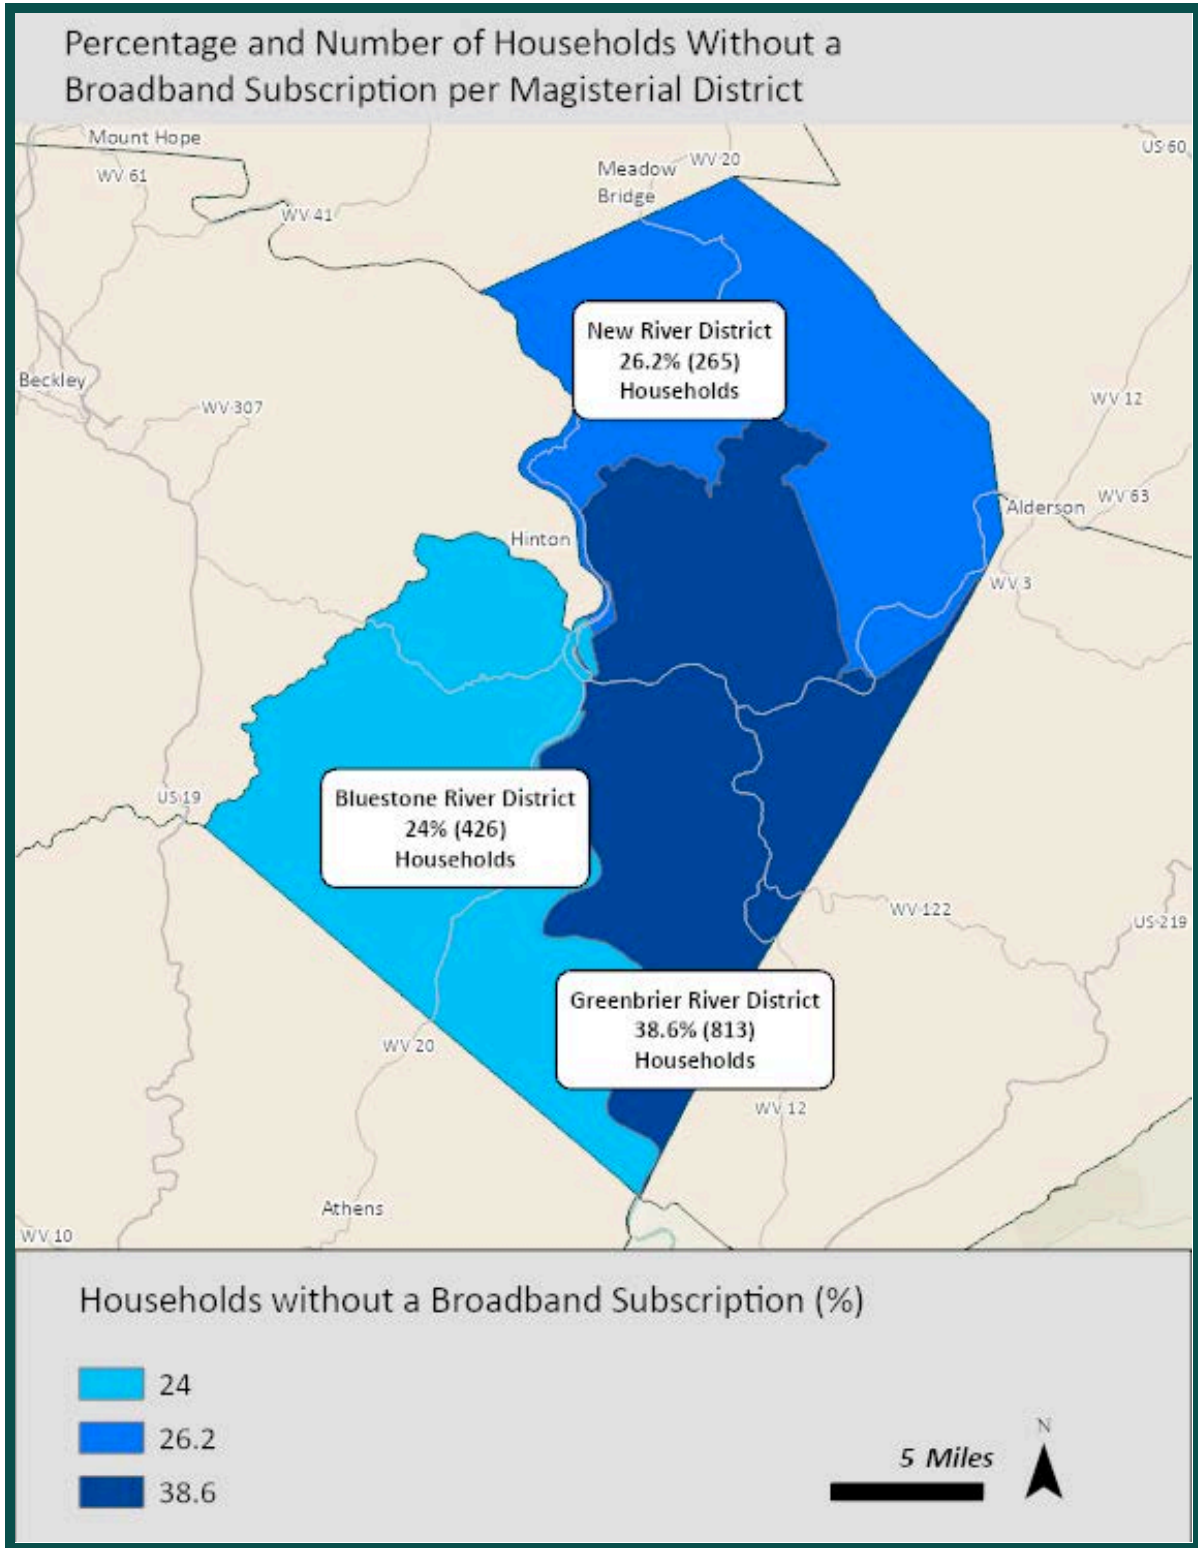 Percentage and Number of Households Without a
Broadband Subscription per Magisterial District
Mount Hope
US 60
WV 61
Meadow
Bridge
WV 20
WV 41
New River District
26.2% (265)
Households
Beckley
WV 307
WV 12
Alderson
WV 63
Hinton
WV 3
US 19
Bluestone River District
24% (426)
Households
WV 122
US 219
Greenbrier River District
38.6% (813)
Households
WV 20
WV 12
Athens
WV 10
Households without a Broadband Subscription (%)
24
26.2
38.6
5 Miles
N